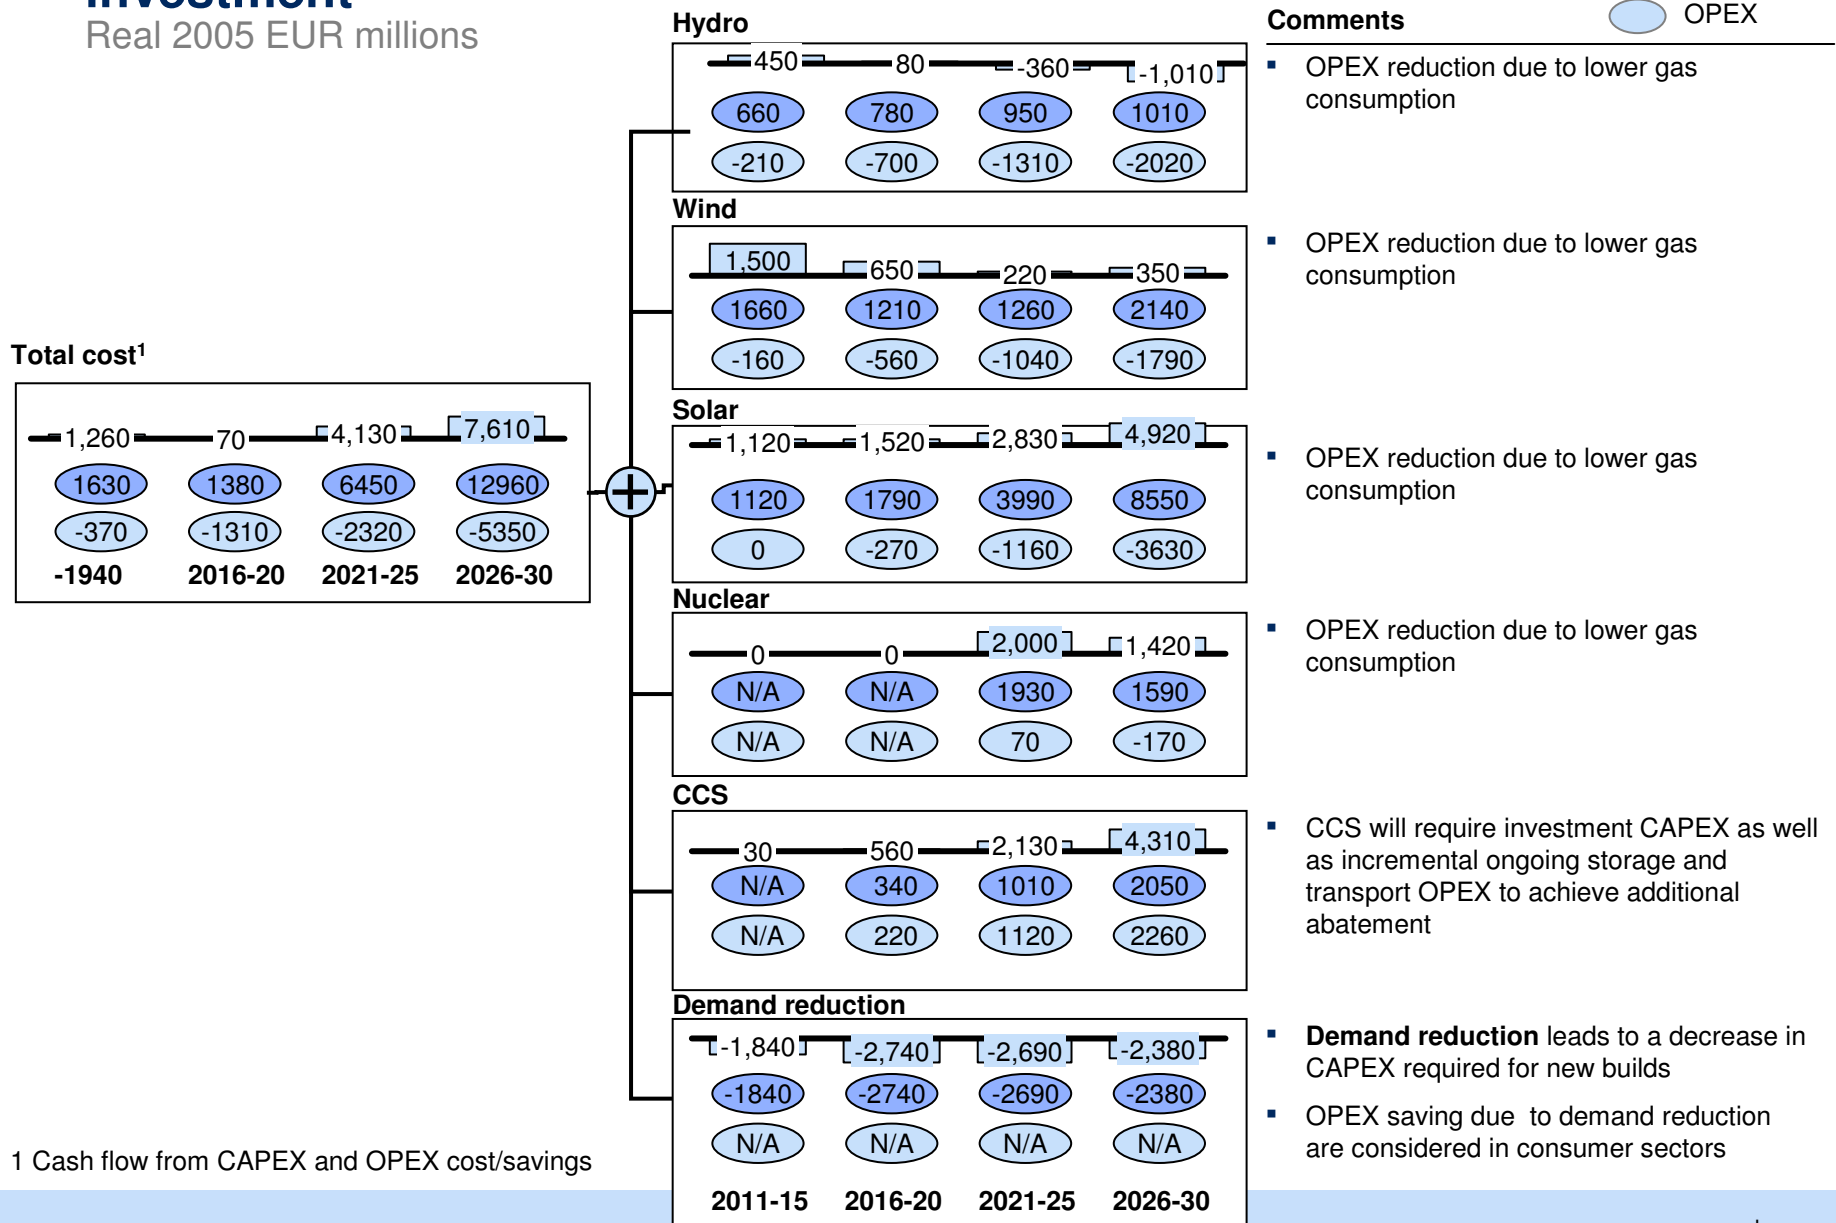 Investment
Real 2005 EUR millions
OPEX
Total cost1
1,260 70 4,130 7,610
1630 1380 6450 12960
-370 -1310 -2320 -5350
-1940 2016-20 2021-25 2026-30
Hydro
450 80 -360 -1,010
660 780 950 1010
-210 -700 -1310 -2020
Wind
1,500 650 220 350
1660 1210 1260 2140
-160 -560 -1040 -1790
Solar
1,120 1,520 2,830 4,920
1120 1790 3990 8550
0 -270 -1160 -3630
Nuclear
0 0 2,000 1,420
N/A N/A 1930 1590
N/A N/A 70 -170
CCS
30 560 2,130 4,310
N/A 340 1010 2050
N/A 220 1120 2260
Demand reduction
-1,840 -2,740 -2,690 -2,380
-1840 -2740 -2690 -2380
N/A N/A N/A N/A
2011-15 2016-20 2021-25 2026-30
Comments
▪ OPEX reduction due to lower gas
consumption
▪ OPEX reduction due to lower gas
consumption
▪ OPEX reduction due to lower gas
consumption
▪ OPEX reduction due to lower gas
consumption
▪ CCS will require investment CAPEX as well
as incremental ongoing storage and
transport OPEX to achieve additional
abatement
▪ Demand reduction leads to a decrease in
CAPEX required for new builds
▪ OPEX saving due to demand reduction
are considered in consumer sectors
1 Cash flow from CAPEX and OPEX cost/savings